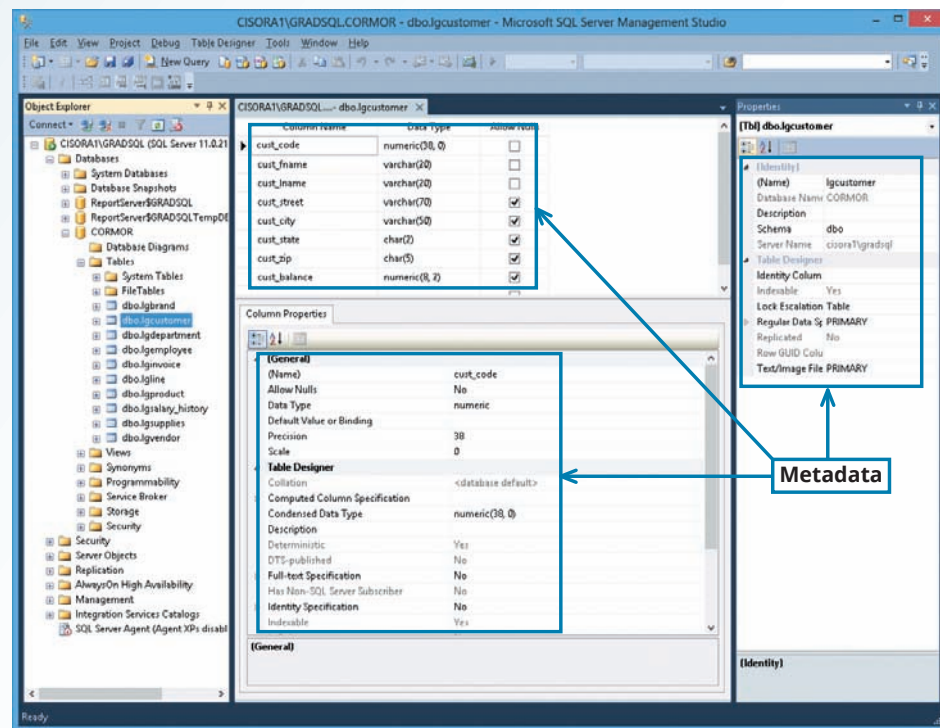 CISORA1\GRADSQL.CORMOR - dbo.lgcustomer - Microsoft SQL Server Management Studio
File Edit View Project Debug Table Designer Tools Window Help
New Query
Object Explorer
Connect
CISORA1\GRADSQL (SQL Server 11.0.21
Databases
System Databases
Database Snapshots
ReportServer$GRADSQL
ReportServer$GRADSQLTempDB
CORMOR
Database Diagrams
Tables
System Tables
FileTables
dbo.lgbrand
dbo.lgcustomer
dbo.lgdepartment
dbo.lgemployee
dbo.lginvoice
dbo.lgline
dbo.lgproduct
dbo.lgsalary_history
dbo.lgsupplies
dbo.lgvendor
Views
Synonyms
Programmability
Service Broker
Storage
Security
Security
Server Objects
Replication
AlwaysOn High Availability
Management
Integration Services Catalogs
SQL Server Agent (Agent XPs disabl
CISORA1\GRADSQL....- dbo.lgcustomer
Column Name Data Type Allow Nulls
cust_code numeric(38, 0)
cust_fname varchar(20)
cust_lname varchar(20)
cust_street varchar(70)
cust_city varchar(50)
cust_state char(2)
cust_zip char(5)
cust_balance numeric(8, 2)
Column Properties
(General)
(Name) cust_code
Allow Nulls No
Data Type numeric
Default Value or Binding
Precision 38
Scale 0
Table Designer
Collation <database default>
Computed Column Specification
Condensed Data Type numeric(38, 0)
Description
Deterministic Yes
DTS-published No
Full-text Specification No
Has Non-SQL Server Subscriber No
Identity Specification No
Indexable Yes
(General)
Properties
[Tbl] dbo.lgcustomer
(Identity)
(Name) lgcustomer
Database Name CORMOR
Description
Schema dbo
Server Name cisora1\gradsql
Table Designer
Identity Colum
Indexable Yes
Lock Escalation Table
Regular Data Sp PRIMARY
Replicated No
Row GUID Colu
Text/Image File PRIMARY
Metadata
(Identity)
Ready